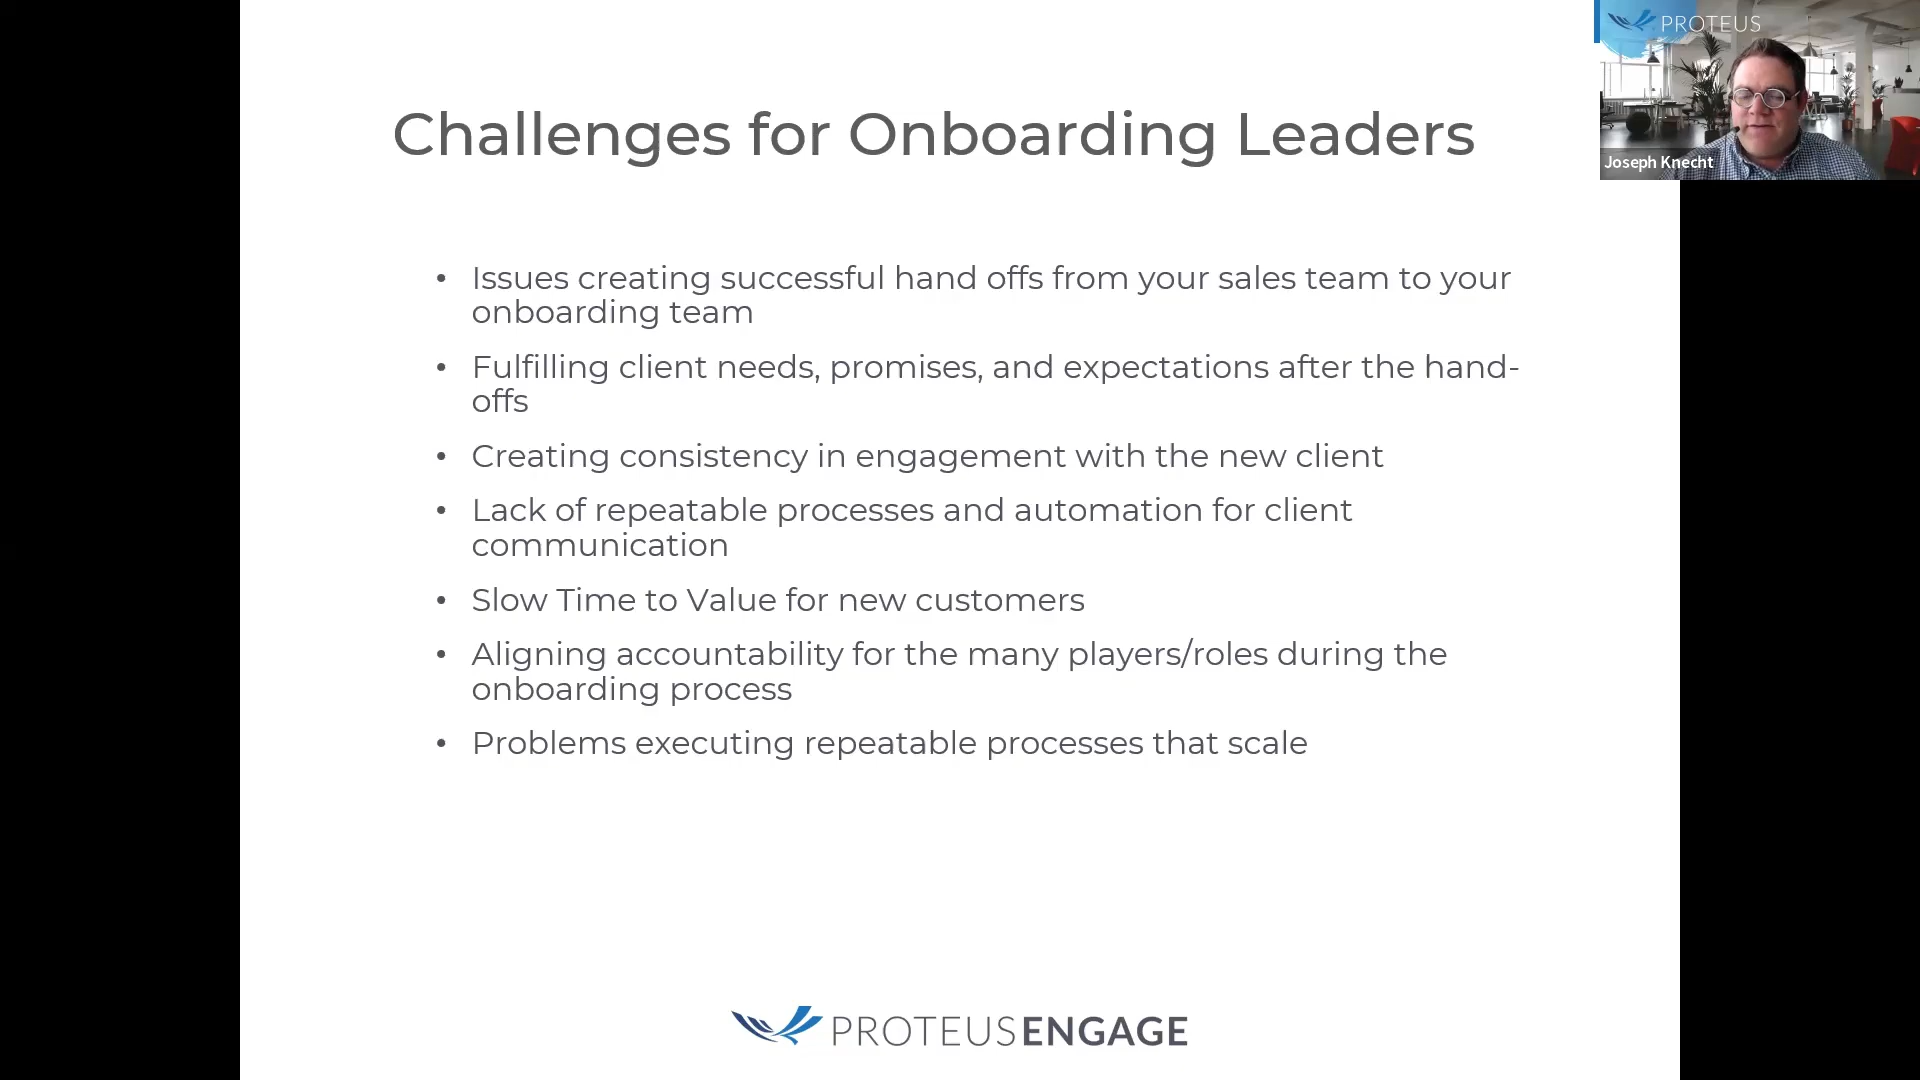 PROTEUS
Joseph Knecht
Challenges for Onboarding Leaders
• Issues creating successful hand offs from your sales team to your
onboarding team
• Fulfilling client needs, promises, and expectations after the hand-
offs
• Creating consistency in engagement with the new client
• Lack of repeatable processes and automation for client
communication
• Slow Time to Value for new customers
• Aligning accountability for the many players/roles during the
onboarding process
• Problems executing repeatable processes that scale
PROTEUSENGAGE